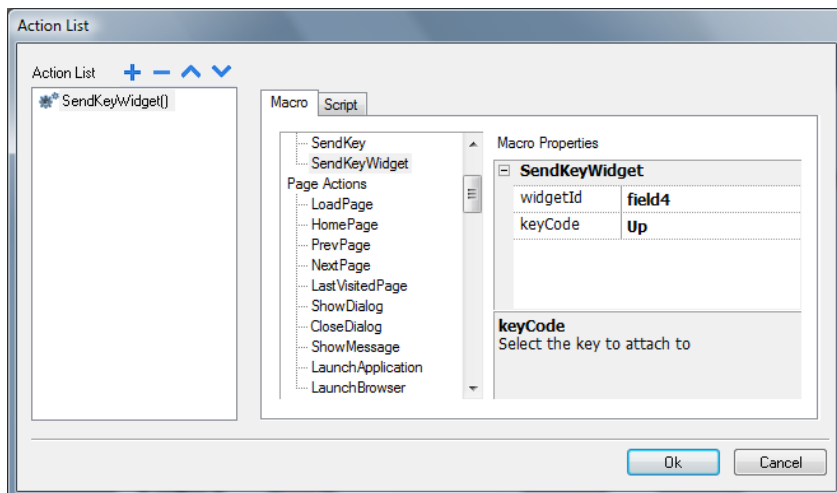 Action List
Action List
SendKeyWidget()
Macro
Script
SendKey
SendKeyWidget
Page Actions
LoadPage
HomePage
PrevPage
NextPage
LastVisitedPage
ShowDialog
CloseDialog
ShowMessage
LaunchApplication
LaunchBrowser
Macro Properties
SendKeyWidget
widgetId field4
keyCode Up
keyCode
Select the key to attach to
Ok
Cancel